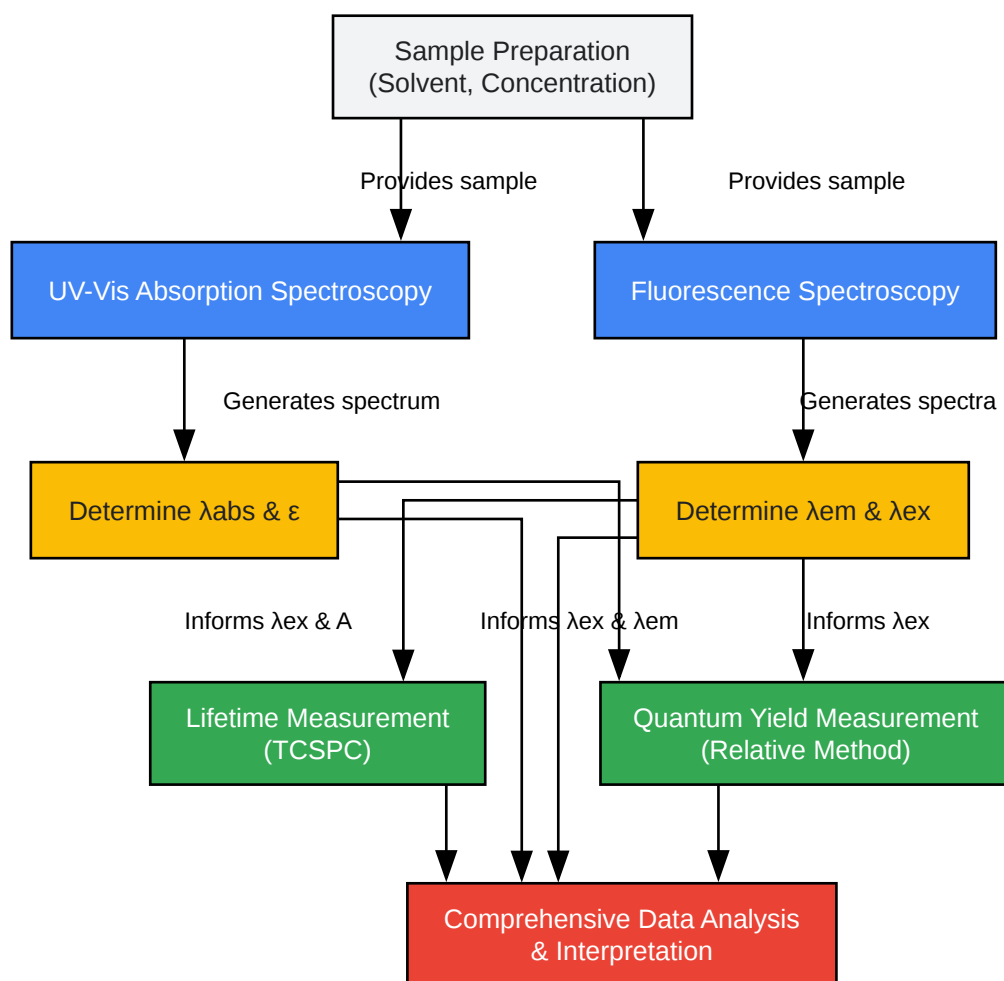 Sample Preparation
(Solvent, Concentration)
Provides sample
Provides sample
UV-Vis Absorption Spectroscopy
Fluorescence Spectroscopy
Generates spectrum
Generates spectra
Determine λabs & ε
Determine λem & λex
Informs λex & A
Informs λex & λem
Informs λex
Lifetime Measurement
(TCSPC)
Quantum Yield Measurement
(Relative Method)
Comprehensive Data Analysis
& Interpretation